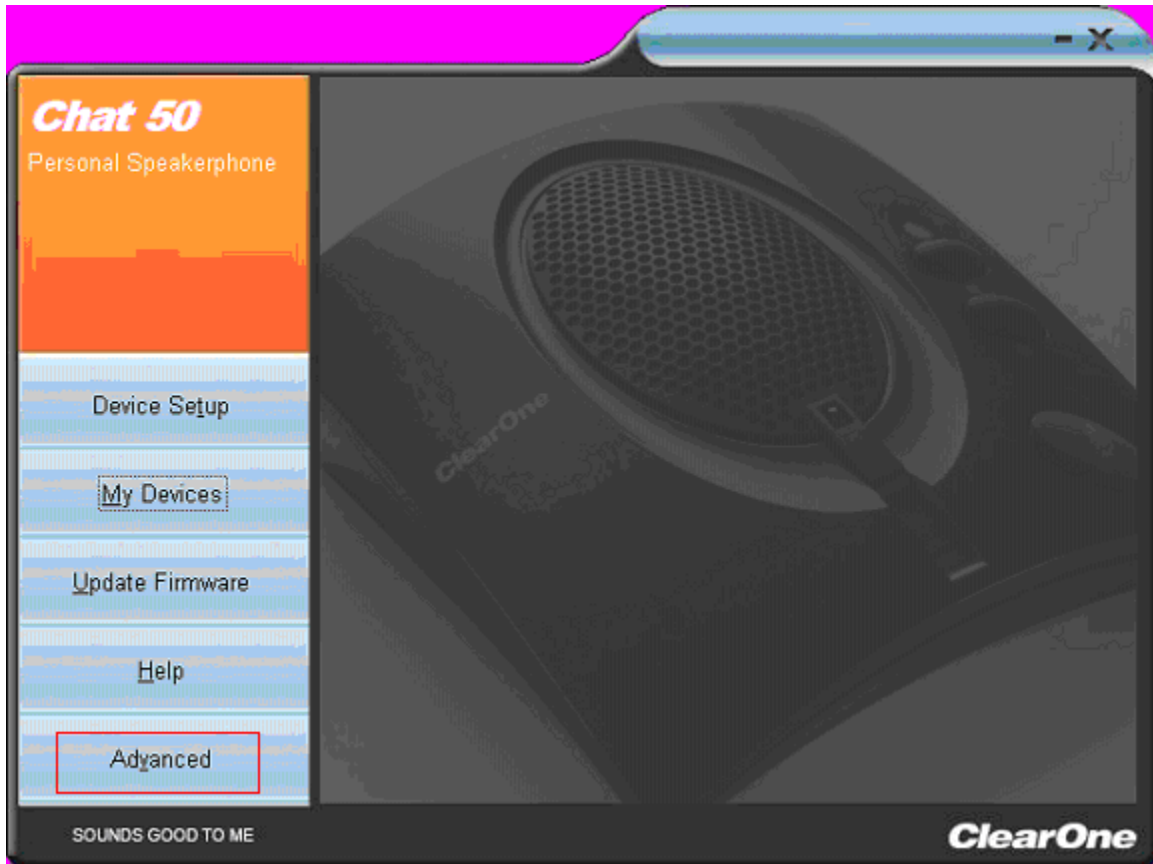 Chat 50
Personal Speakerphone
ClearOne
Device Setup
My Devices
Update Firmware
Help
Advanced
SOUNDS GOOD TO ME
ClearOne